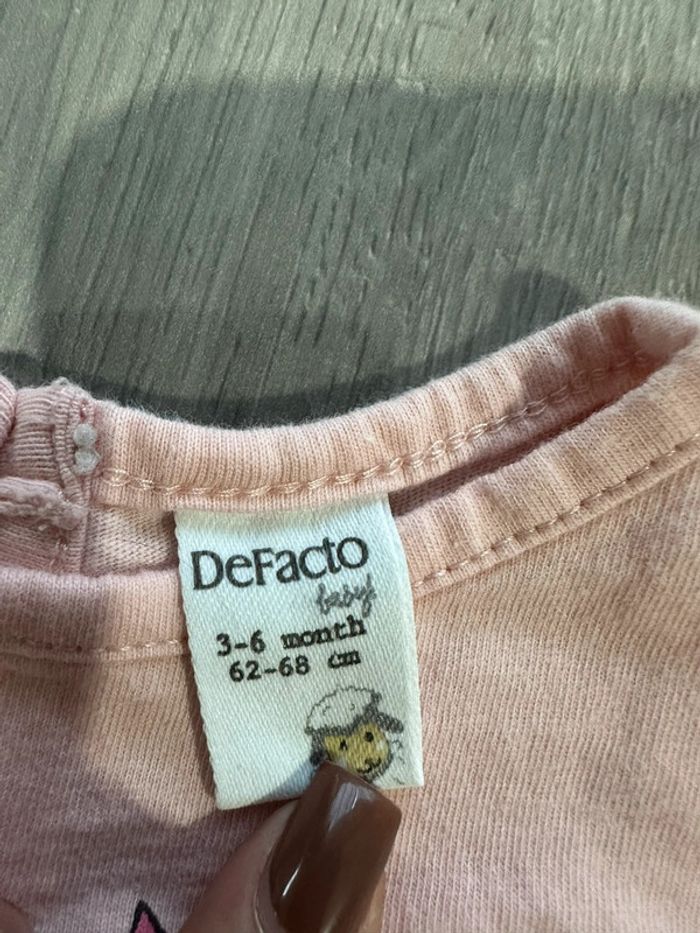 DeFacto
baby
3-6 month
62-68 cm